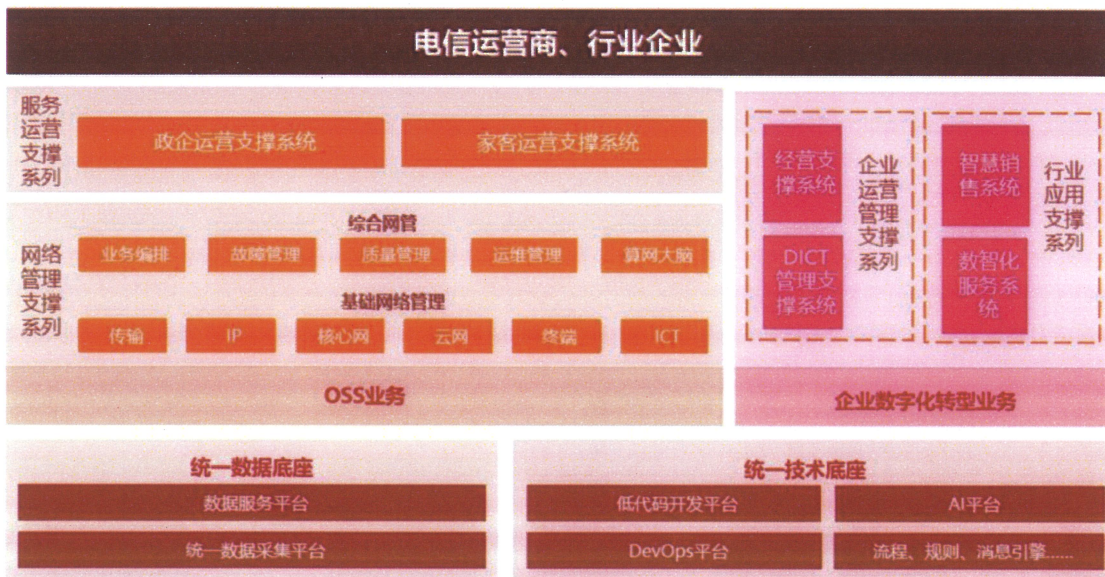 电信运营商、行业企业
服务
运营
支撑
系列
政企运营支撑系统
家客运营支撑系统
网络
管理
支撑
系列
综合网管
业务编排
故障管理
质量管理
运维管理
算网大脑
基础网络管理
传输
IP
核心网
云网
终端
ICT
OSS业务
经营支
撑系统
DICT
管理支
撑系统
企业
运营
管理
支撑
系列
智慧销
售系统
数智化
服务系
统
行业
应用
支撑
系列
企业数字化转型业务
统一数据底座
数据服务平台
统一数据采集平台
统一技术底座
低代码开发平台
AI平台
DevOps平台
流程、规则、消息引擎......